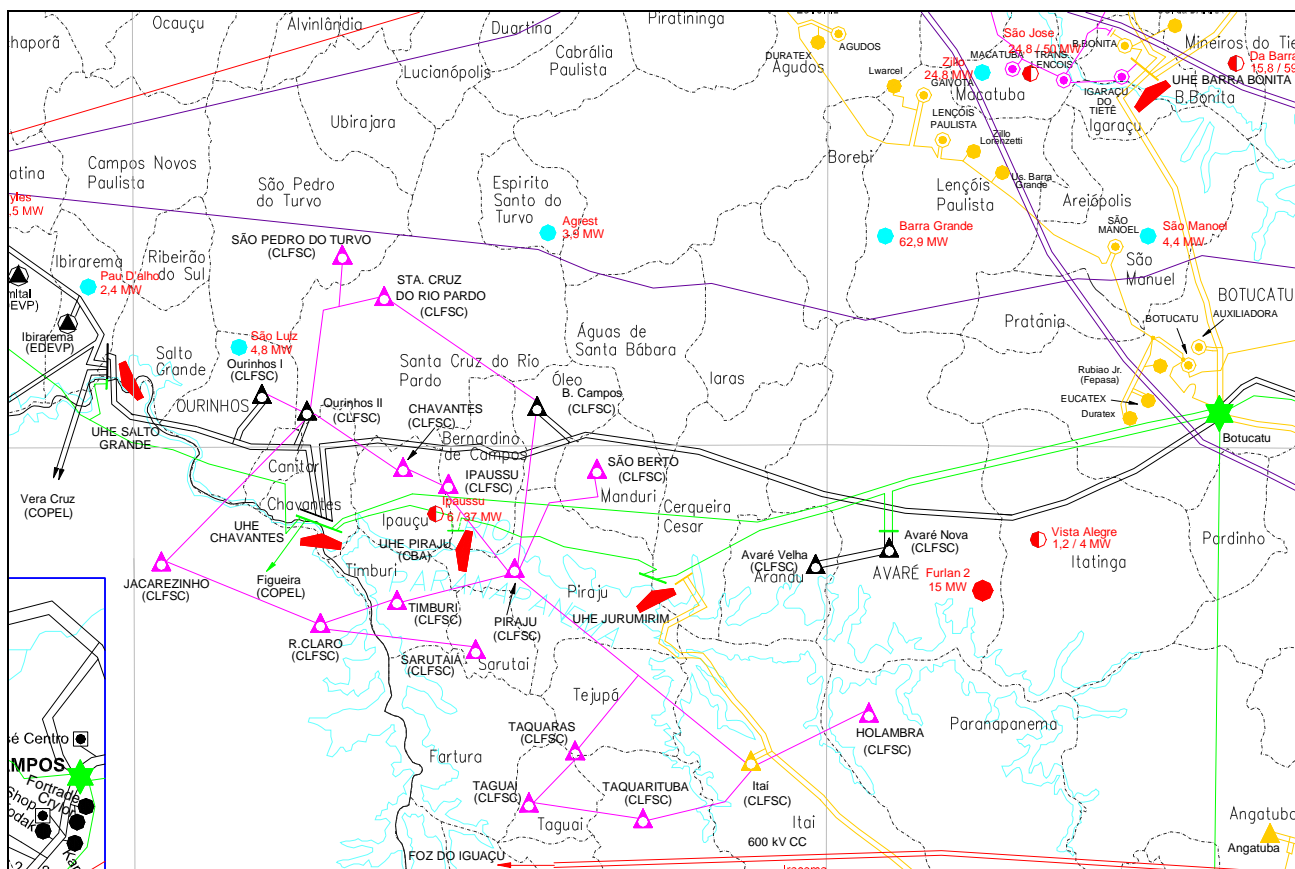 Ocauçu
Alvinlândia
Duartina
Piratininga
Cabrália
Paulista
Lucianópolis
Ubirajara
DURATEX
AGUDOS
Agudos
Lwarcel
GAIVOTA
LENÇÓIS
PAULISTA
Zillo
Lorenzetti
Us. Barra
Grande
Borebi
Lençóis
Paulista
São Jose
24,8 / 50 MW
Zillo
24,8 MW
MACATUBA
TRANS.
LENCOIS
Macatuba
B.BONITA
IGARAÇU
DO
TIETÊ
Mineiros do Tie
Da Barra
15,8 / 59
UHE BARRA BONITA
B.Bonita
Igaraçu
Areiópolis
SÃO
MANOEL
São Manoel
4,4 MW
São
Manuel
Campos Novos
Paulista
São Pedro
do Turvo
Espirito
Santo do
Turvo
Agrest
3,9 MW
Barra Grande
62,9 MW
SÃO PEDRO DO TURVO
(CLFSC)
Ribeirão
do Sul
Ibirarema
Pau D'alho
2,4 MW
Ibirarema
(EDEVP)
STA. CRUZ
DO RIO PARDO
(CLFSC)
São Luiz
4,8 MW
Salto
Grande
Ourinhos I
(CLFSC)
OURINHOS
Ourinhos II
(CLFSC)
Santa Cruz do Rio
Pardo
CHAVANTES
(CLFSC)
Óleo
B. Campos
(CLFSC)
Águas de
Santa Bábara
Iaras
Pratânia
BOTUCATU
BOTUCATU
AUXILIADORA
Rubiao Jr.
(Fepasa)
EUCATEX
Duratex
Botucatu
UHE SALTO
GRANDE
Vera Cruz
(COPEL)
Canitar
Chavantes
Bernardino
de Campos
IPAUSSU
(CLFSC)
SÃO BERTO
(CLFSC)
Manduri
Cerqueira
Cesar
Ipaussu
6 / 37 MW
Ipauçu
UHE
CHAVANTES
UHE PIRAJU
(CBA)
Figueira
(COPEL)
Timburi
JACAREZINHO
(CLFSC)
R.CLARO
(CLFSC)
TIMBURI
(CLFSC)
PIRAJU
(CLFSC)
SARUTAIÁ
(CLFSC)
Sarutai
RIO
PARANAPANEMA
Piraju
UHE JURUMIRIM
Avaré Velha
(CLFSC)
Arandu
Avaré Nova
(CLFSC)
AVARÉ
Furlan 2
15 MW
Vista Alegre
1,2 / 4 MW
Itatinga
Pardinho
Tejupá
TAQUARAS
(CLFSC)
Fartura
TAGUAI
(CLFSC)
Taguai
TAQUARITUBA
(CLFSC)
Itaí
(CLFSC)
HOLAMBRA
(CLFSC)
Paranapanema
Itai
600 kV CC
FOZ DO IGUAÇU
Angatuba
Angatuba
Fortrade
Crylor